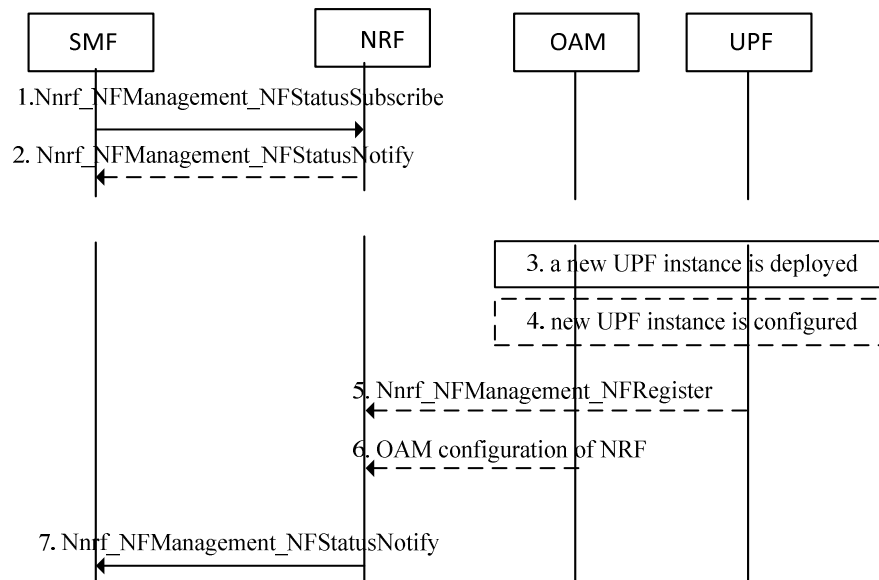 SMF
NRF
OAM
UPF
1.Nnrf_NFManagement_NFStatusSubscribe
2. Nnrf_NFManagement_NFStatusNotify
3. a new UPF instance is deployed
4. new UPF instance is configured
5. Nnrf_NFManagement_NFRegister
6. OAM configuration of NRF
7. Nnrf_NFManagement_NFStatusNotify